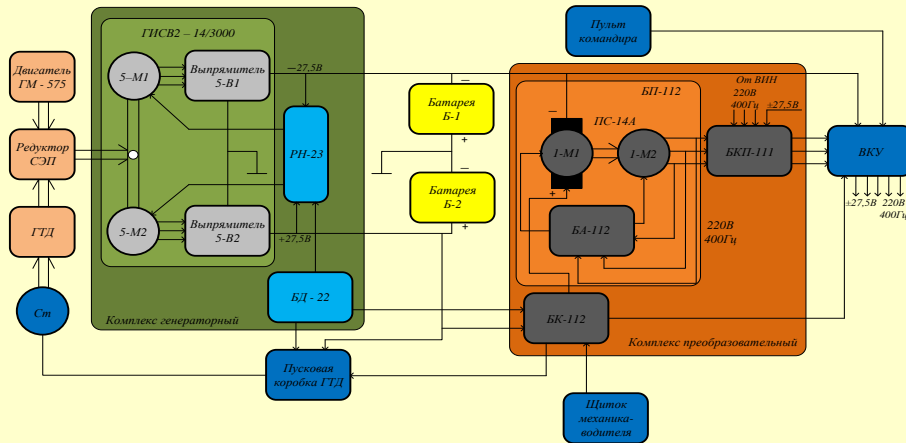 ГИСВ2 – 14/3000
Двигатель
ГМ - 575
Редуктор
СЭП
ГТД
Ст
5–М1
Выпрямитель
5-В1
—27,5В
РН-23
5-М2
Выпрямитель
5-В2
+27,5В
БД - 22
Комплекс генераторный
Пусковая
коробка ГТД
—
Батарея
Б-1
+
—
Батарея
Б-2
+
Пульт
командира
БП-112
ПС-14А
—
1-М1
+
1-М2
БА-112
220В
400Гц
От ВИН
220В
400Гц
±27,5В
БКП-111
БК-112
Комплекс преобразовательный
ВКУ
±27,5В
220В
400Гц
Щиток
механика-
водителя